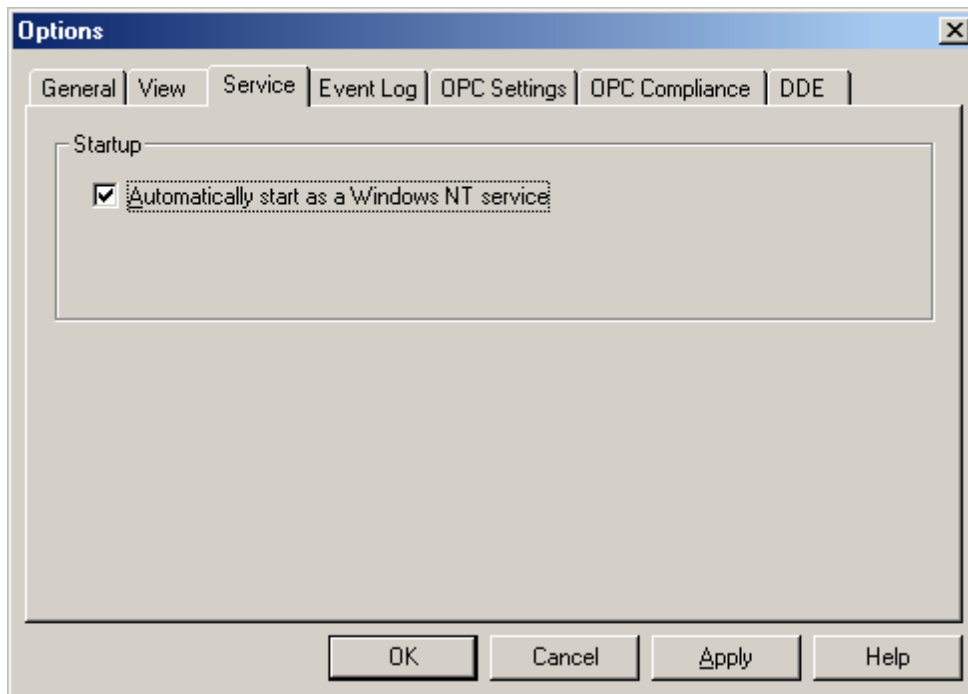 Options
General View Service Event Log OPC Settings OPC Compliance DDE
Startup
Automatically start as a Windows NT service
OK Cancel Apply Help